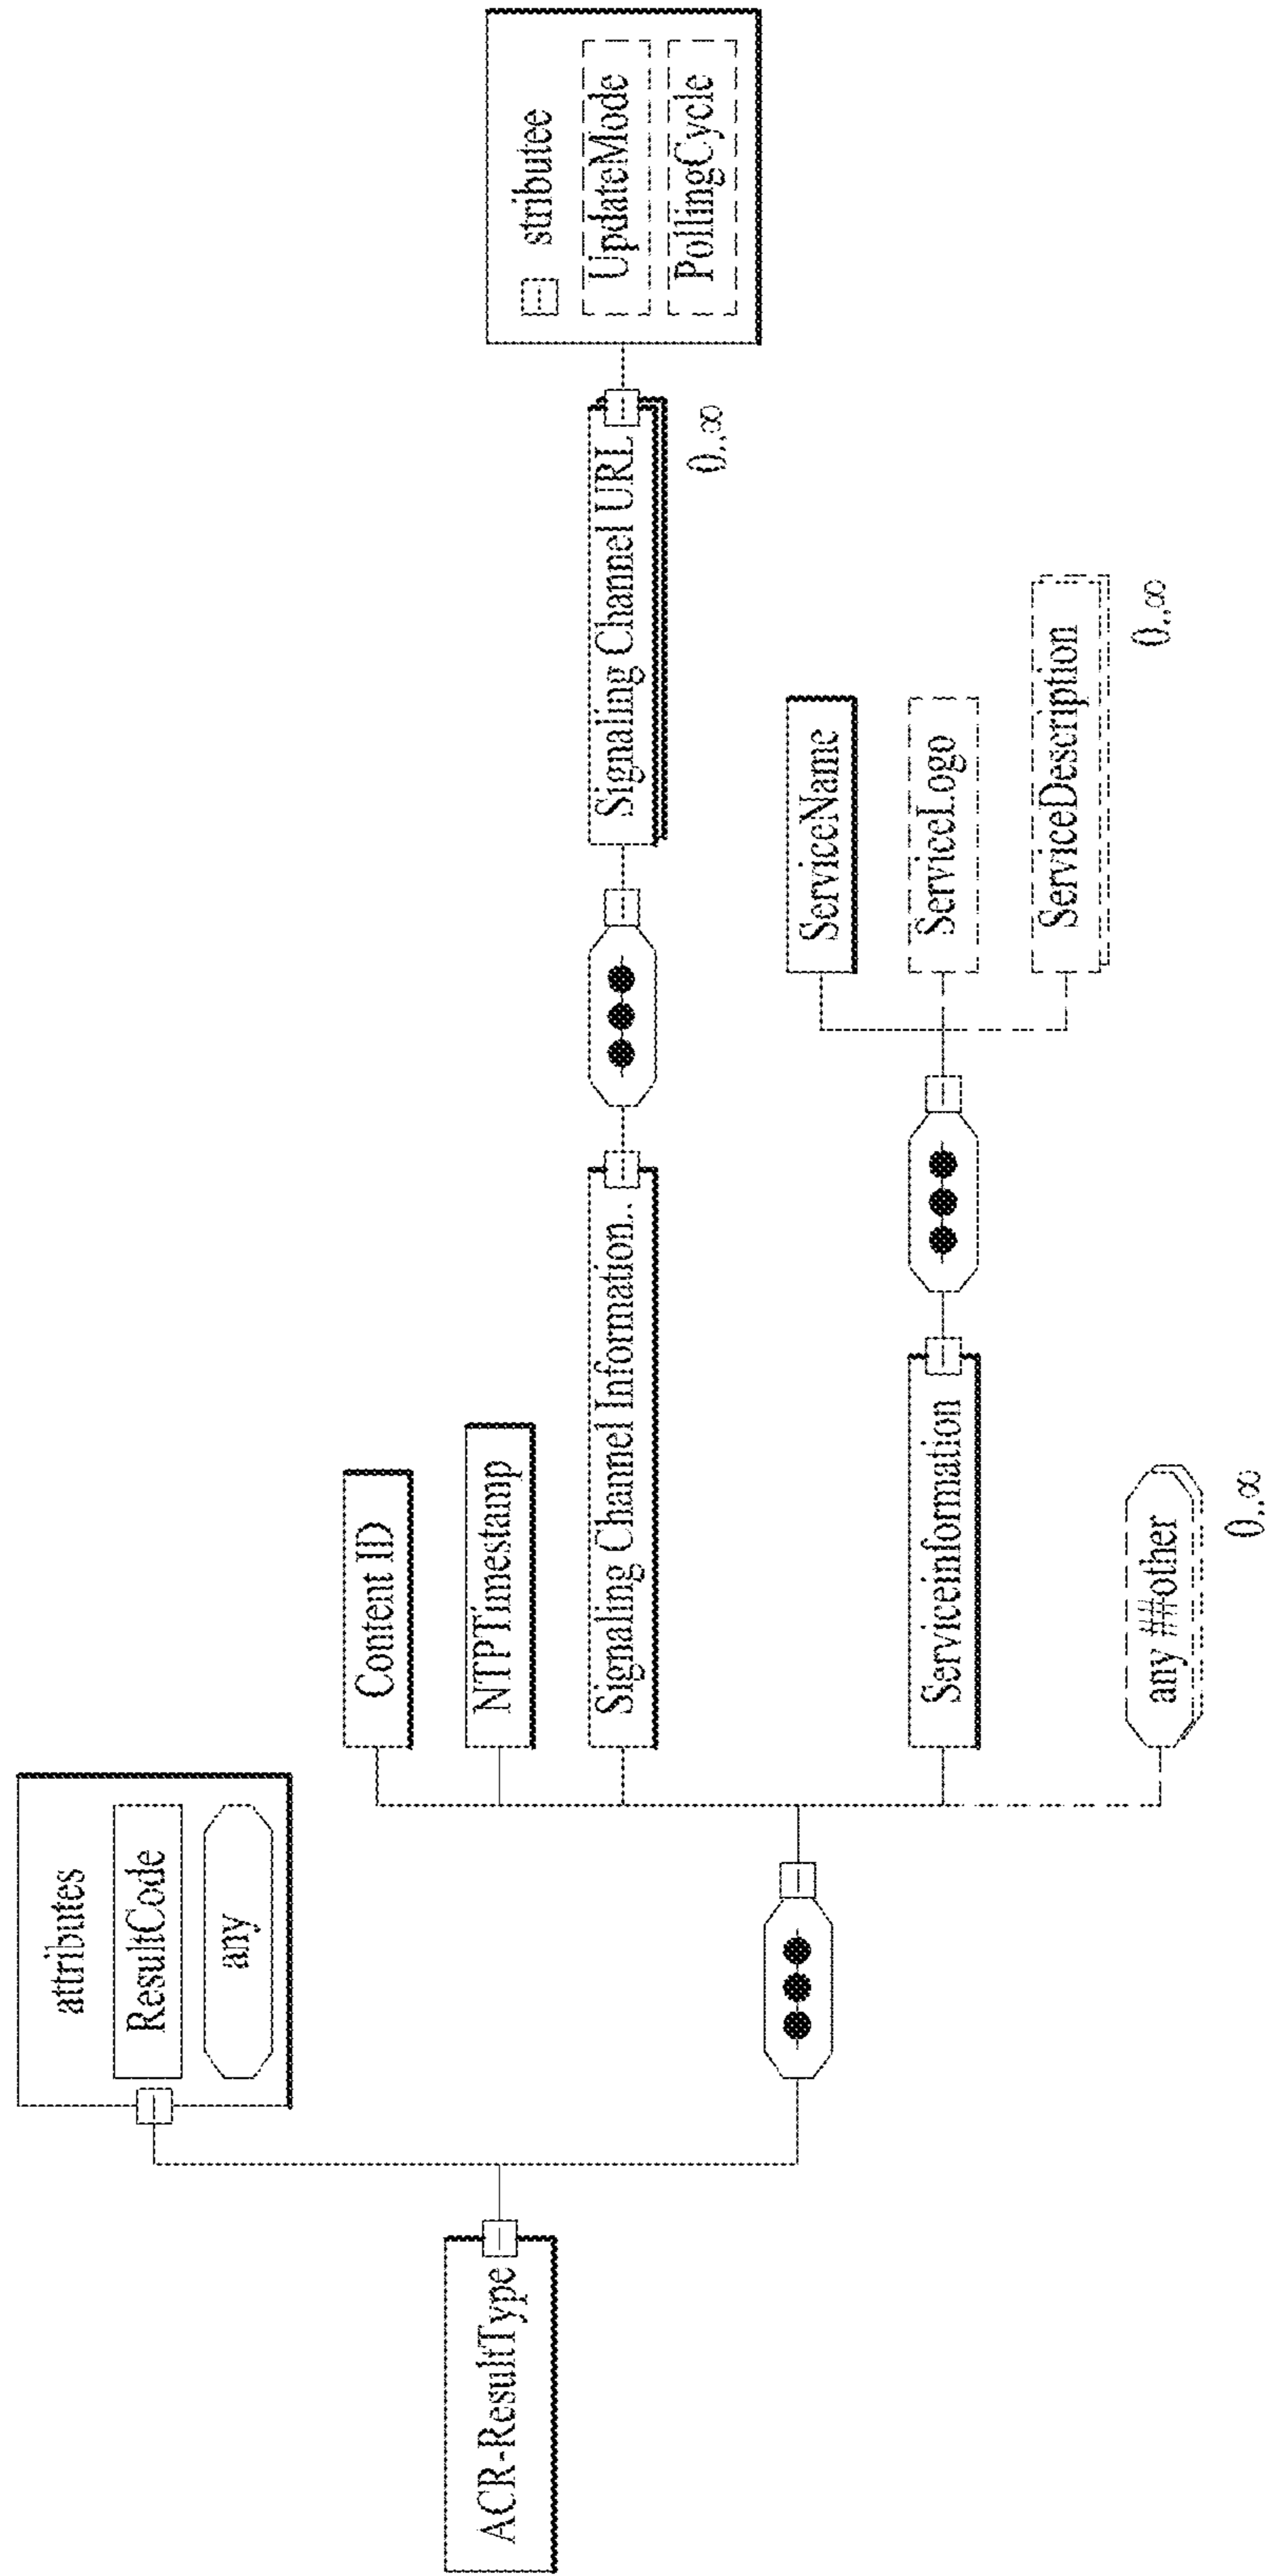 ACR-ResultType
attributes
ResultCode
any
Content ID
NTPTimestamp
Signaling Channel Information..
Signaling Channel URL
0..∞
stributee
UpdateMode
PollingCycle
Serviceinformation
ServiceName
ServiceLogo
ServiceDescription
0..∞
any ##other
0..∞